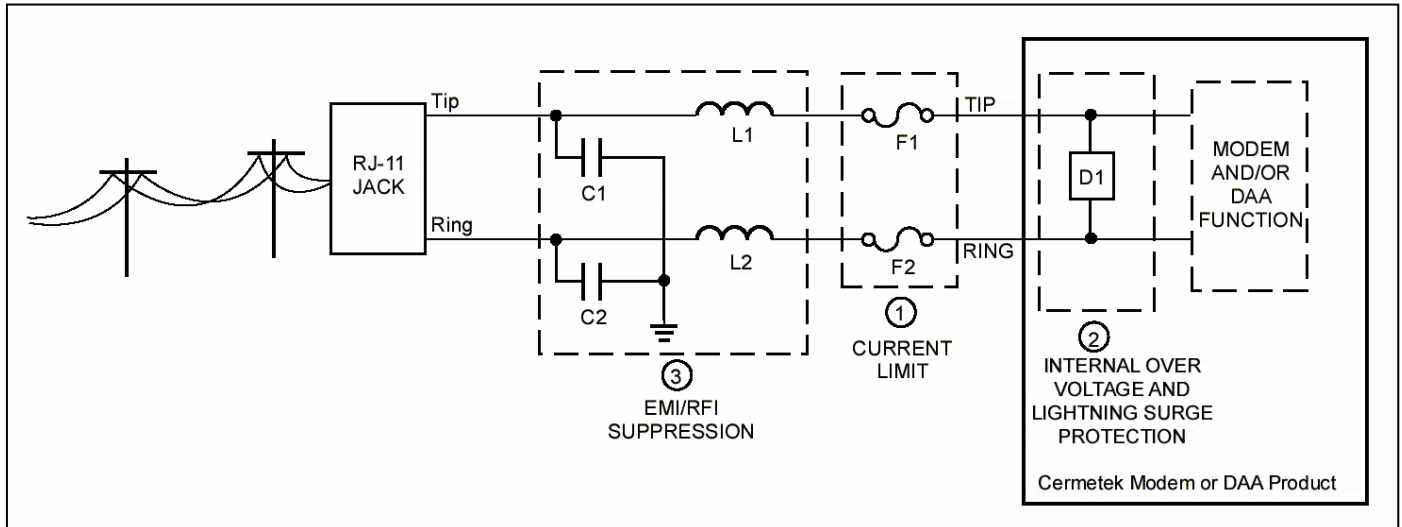 RJ-11
JACK
Tip
Ring
C1
C2
L1
L2
3
EMI/RFI
SUPPRESSION
F1
F2
1
CURRENT
LIMIT
TIP
RING
D1
2
INTERNAL OVER
VOLTAGE AND
LIGHTNING SURGE
PROTECTION
MODEM
AND/OR
DAA
FUNCTION
Cermetek Modem or DAA Product